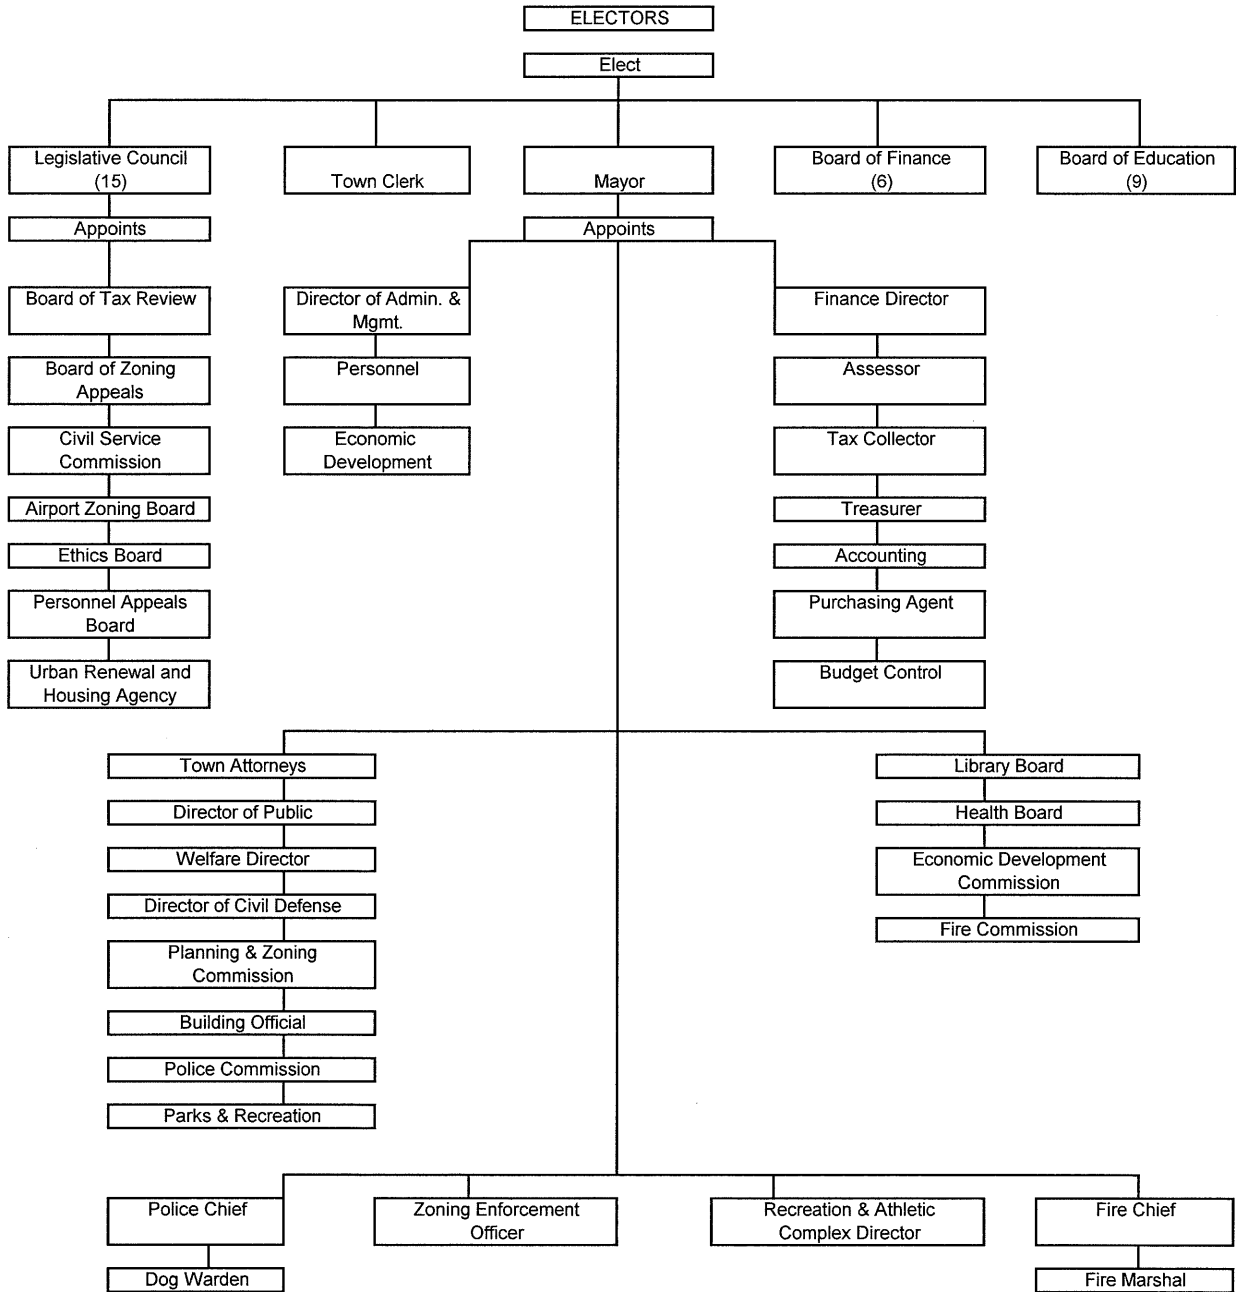 ELECTORS
Elect
Legislative Council
(15)
Town Clerk
Mayor
Board of Finance
(6)
Board of Education
(9)
Appoints
Appoints
Board of Tax Review
Board of Zoning
Appeals
Civil Service
Commission
Airport Zoning Board
Ethics Board
Personnel Appeals
Board
Urban Renewal and
Housing Agency
Director of Admin. &
Mgmt.
Personnel
Economic
Development
Finance Director
Assessor
Tax Collector
Treasurer
Accounting
Purchasing Agent
Budget Control
Town Attorneys
Director of Public
Welfare Director
Director of Civil Defense
Planning & Zoning
Commission
Building Official
Police Commission
Parks & Recreation
Library Board
Health Board
Economic Development
Commission
Fire Commission
Police Chief
Dog Warden
Zoning Enforcement
Officer
Recreation & Athletic
Complex Director
Fire Chief
Fire Marshal